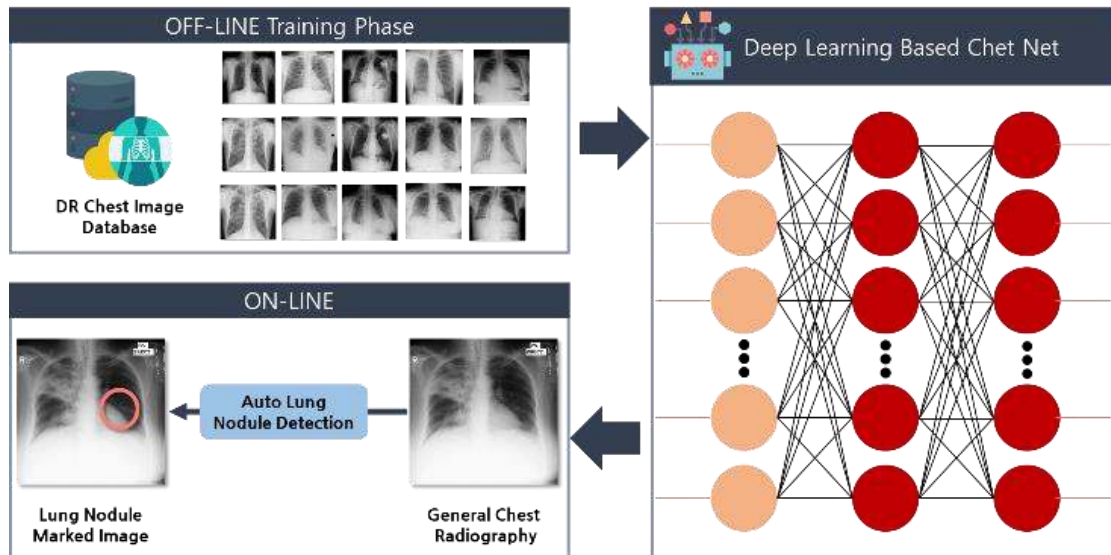 OFF-LINE Training Phase
DR Chest Image
Database
Deep Learning Based Chet Net
ON-LINE
Auto Lung
Nodule Detection
Lung Nodule
Marked Image
General Chest
Radiography